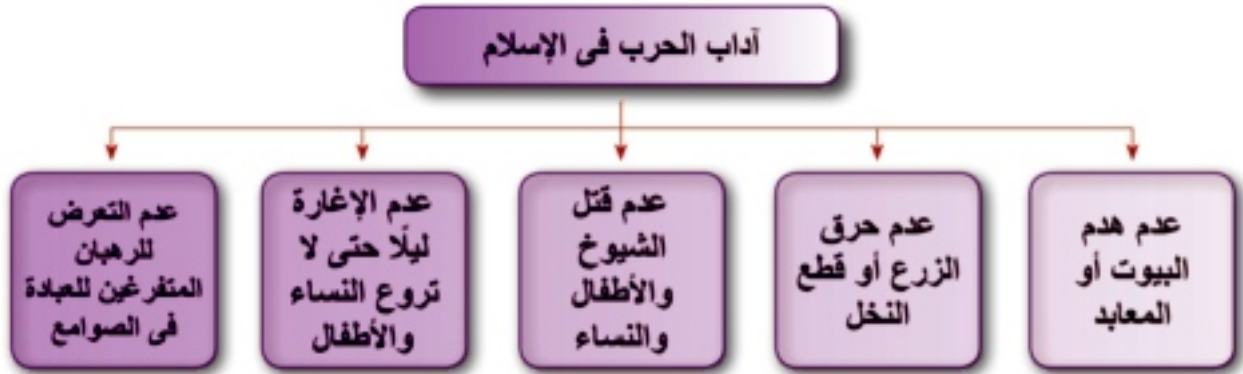 آداب الحرب فى الإسلام
عدم هدم
البيوت أو
المعابد
عدم حرق
الزرع أو قطع
النخل
عدم قتل
الشيوخ
والأطفال
والنساء
عدم الإغارة
ليلًا حتى لا
تروع النساء
والأطفال
عدم التعرض
للرهبان
المتفرغين للعبادة
فى الصوامع